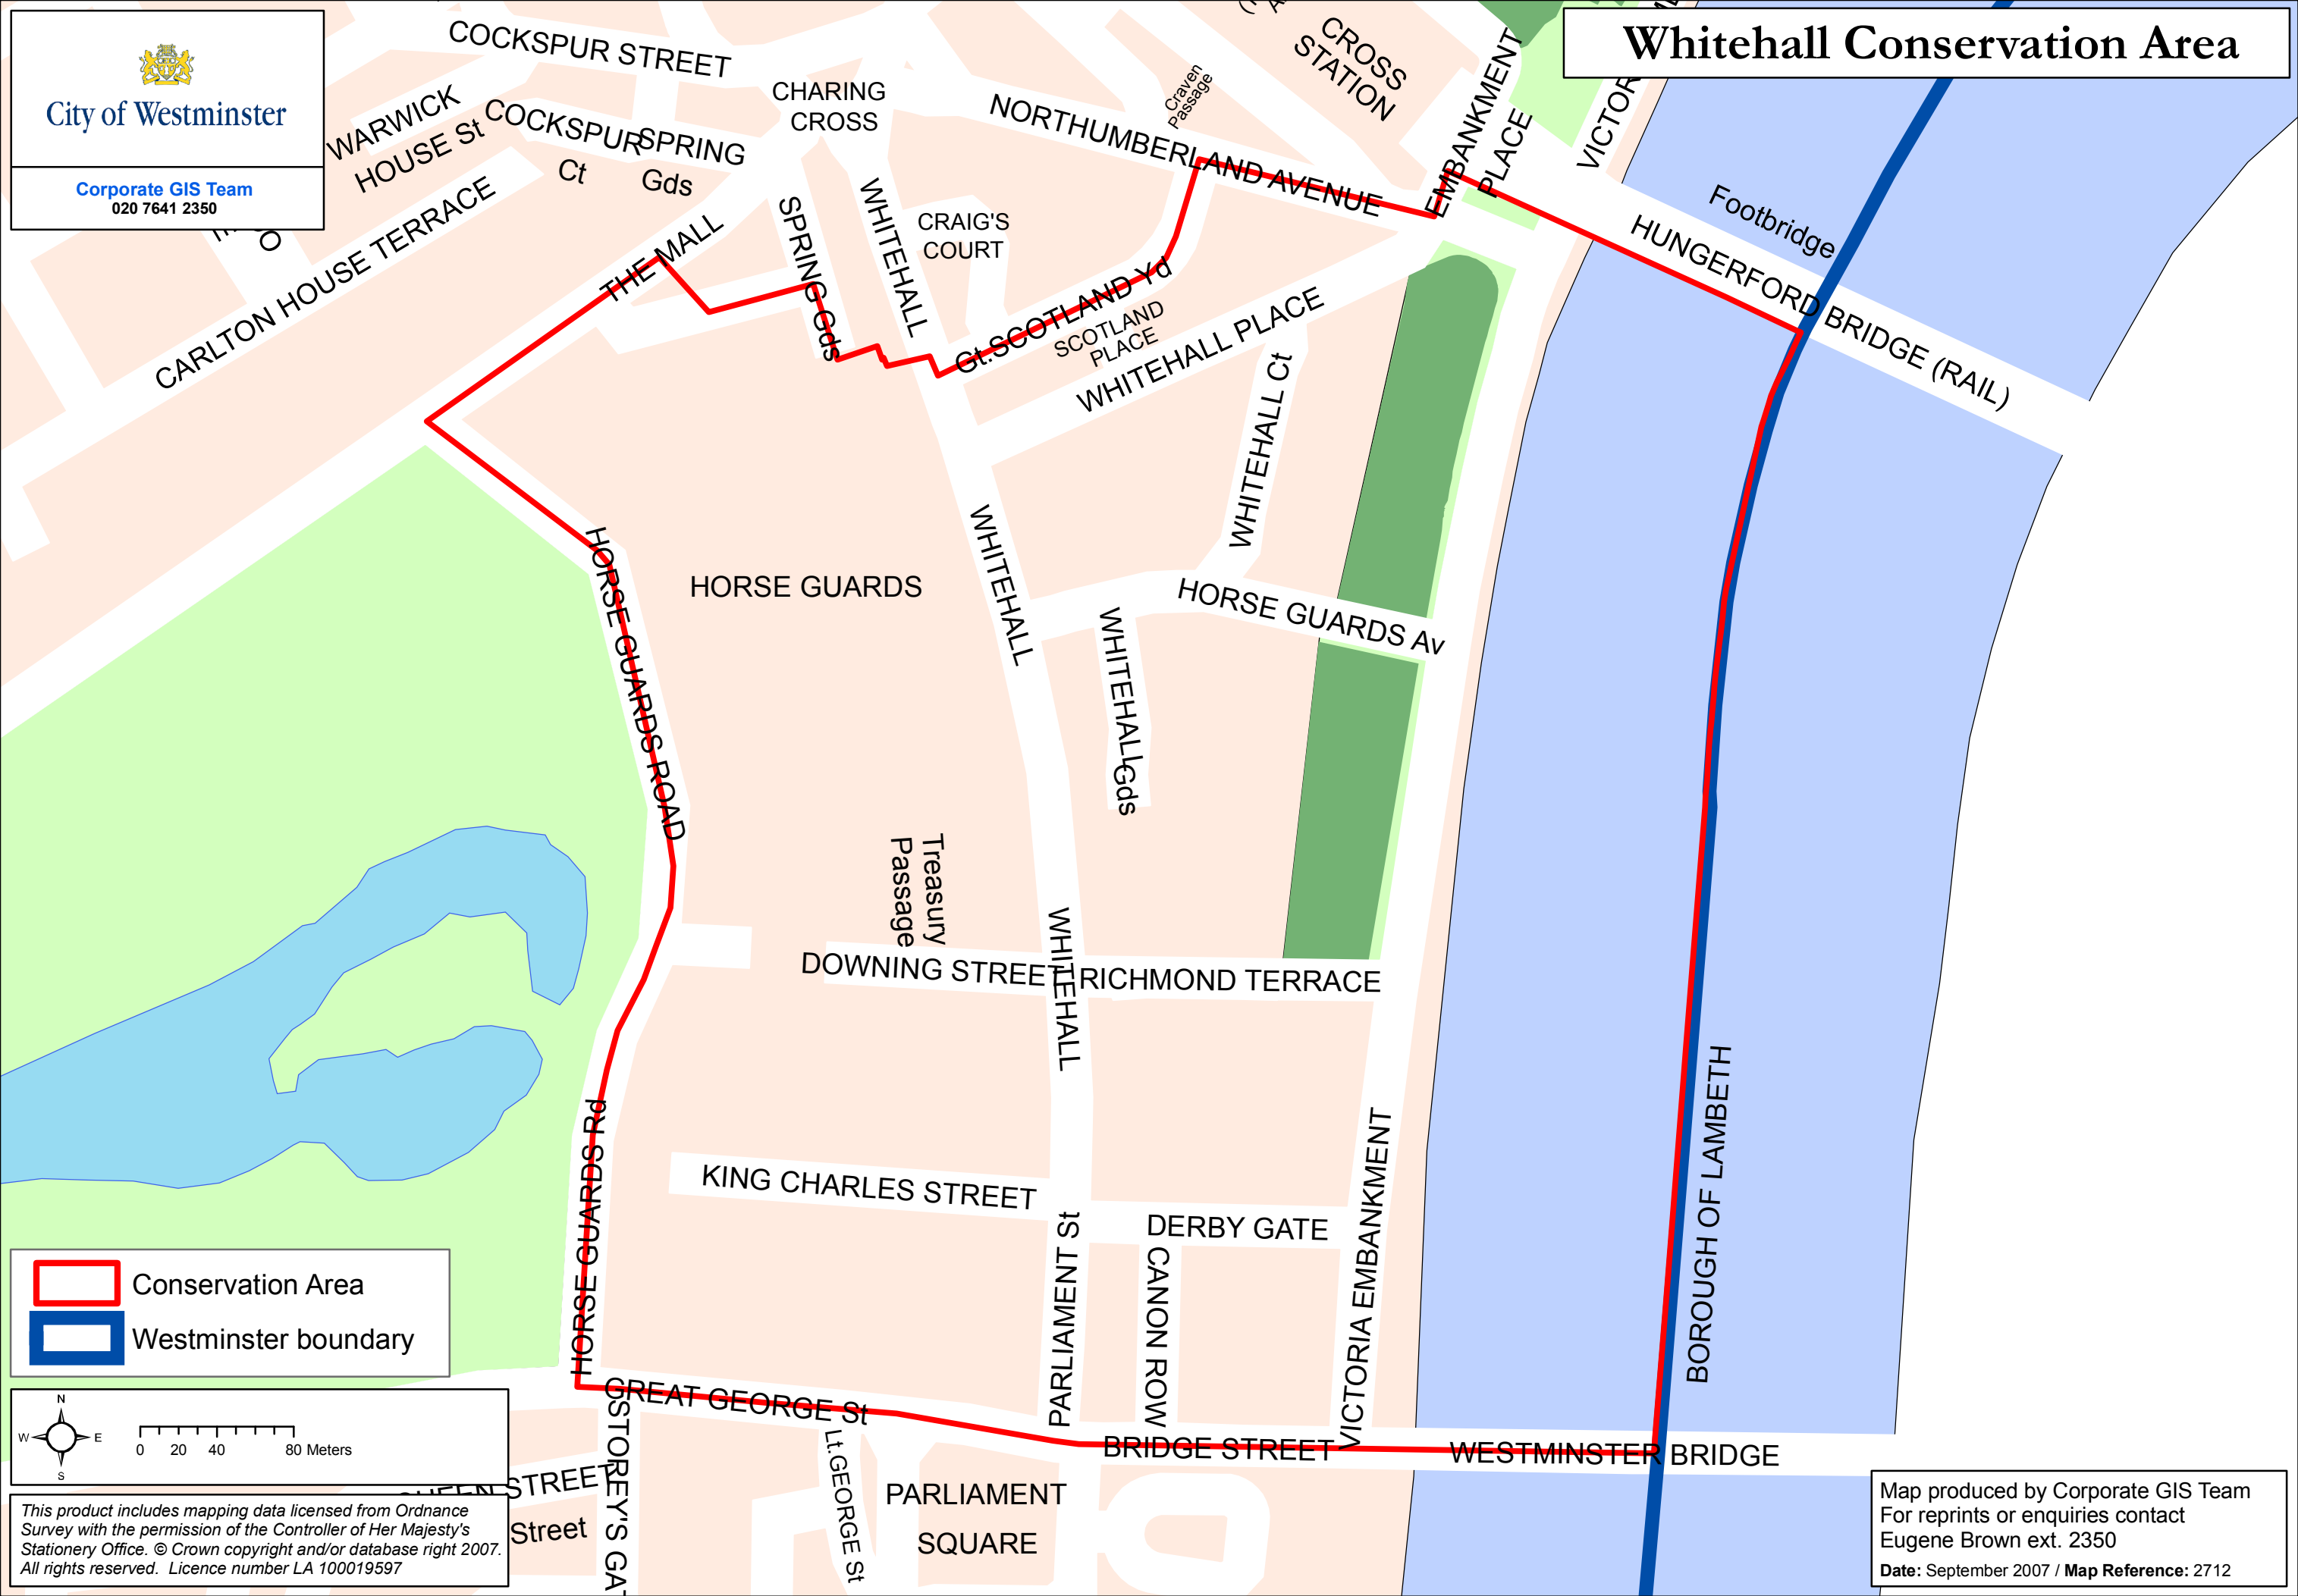 Whitehall Conservation Area
City of Westminster
Corporate GIS Team
020 7641 2350
COCKSPUR STREET
WARWICK
HOUSE St
COCKSPUR
Ct
SPRING
Gds
CHARING
CROSS
NORTHUMBERLAND AVENUE
Craven
Passage
CROSS
STATION
EMBANKMENT
PLACE
Footbridge
HUNGERFORD BRIDGE (RAIL)
CARLTON HOUSE TERRACE
THE MALL
SPRING Gds
WHITEHALL
CRAIG'S
COURT
Gt.SCOTLAND Yd
SCOTLAND
PLACE
WHITEHALL PLACE
WHITEHALL Ct
HORSE GUARDS ROAD
HORSE GUARDS
WHITEHALL
HORSE GUARDS Av
WHITEHALL
Gds
Treasury
Passage
DOWNING STREET
WHITEHALL
RICHMOND TERRACE
HORSE GUARDS Rd
KING CHARLES STREET
DERBY GATE
PARLIAMENT St
CANON ROW
VICTORIA EMBANKMENT
BOROUGH OF LAMBETH
GREAT GEORGE St
BRIDGE STREET
WESTMINSTER BRIDGE
STREET
Street
Lt.GEORGE St
PARLIAMENT
SQUARE
Conservation Area
Westminster boundary
N
W E
S
0 20 40 80 Meters
This product includes mapping data licensed from Ordnance
Survey with the permission of the Controller of Her Majesty's
Stationery Office. © Crown copyright and/or database right 2007.
All rights reserved. Licence number LA 100019597
Map produced by Corporate GIS Team
For reprints or enquiries contact
Eugene Brown ext. 2350
Date: September 2007 / Map Reference: 2712